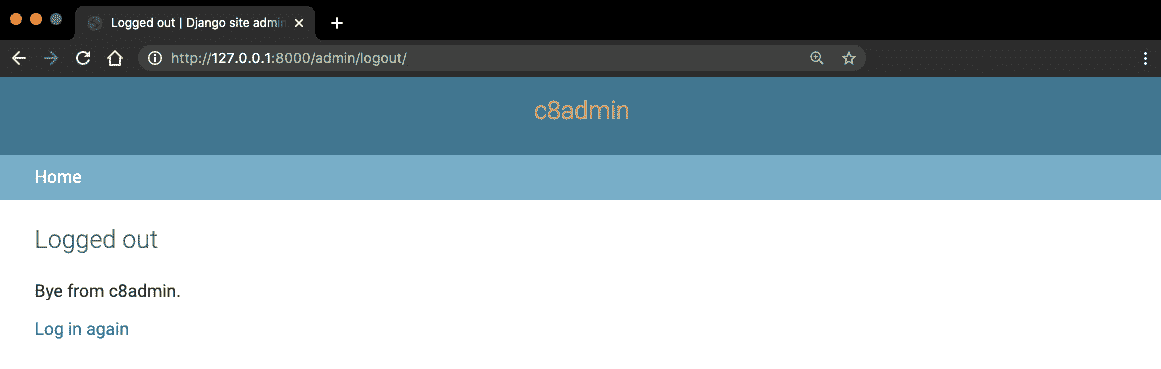 Logged out | Django site admin
http://127.0.0.1:8000/admin/logout/
c8admin
Home
Logged out
Bye from c8admin.
Log in again